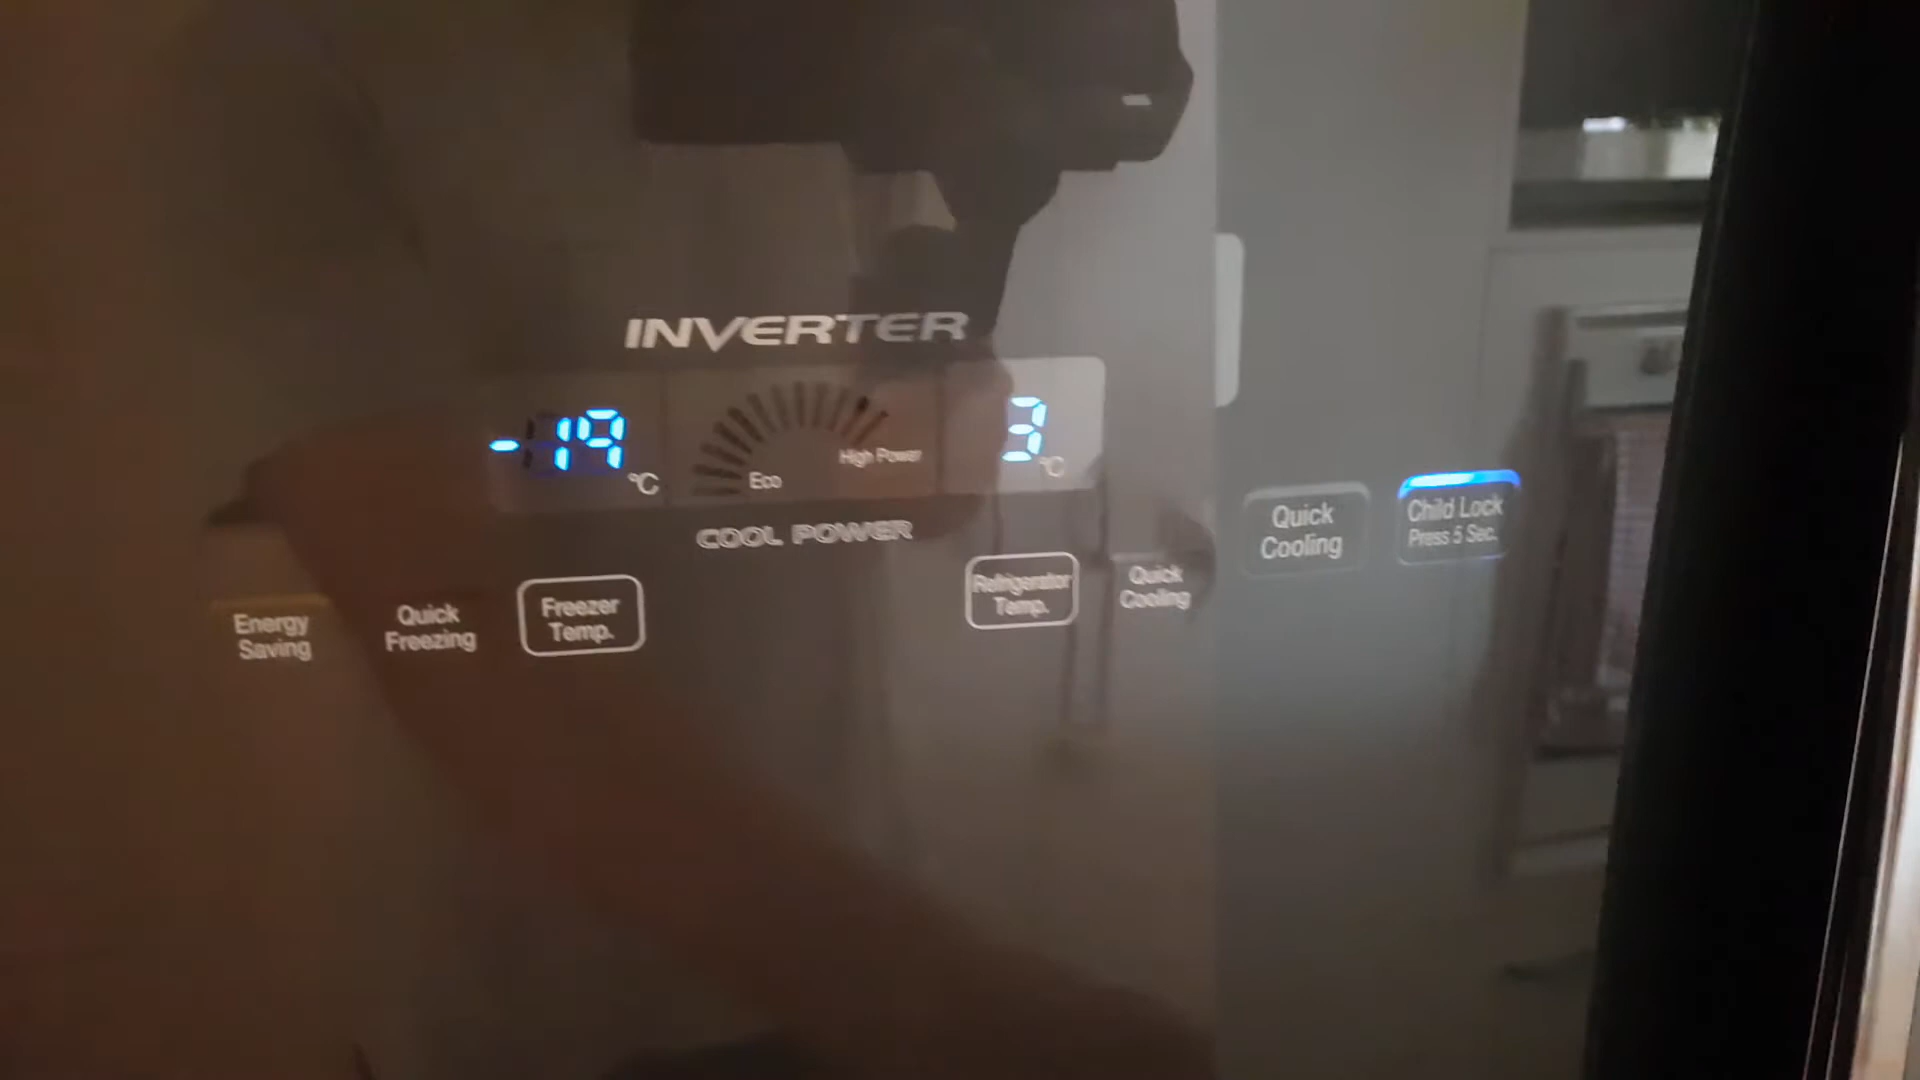 INVERTER
-19
°C
Eco
High Power
3
°C
COOL POWER
Energy
Saving
Quick
Freezing
Freezer
Temp.
Refrigerator
Temp.
Quick
Cooling
Quick
Cooling
Child Lock
Press 5 Sec.